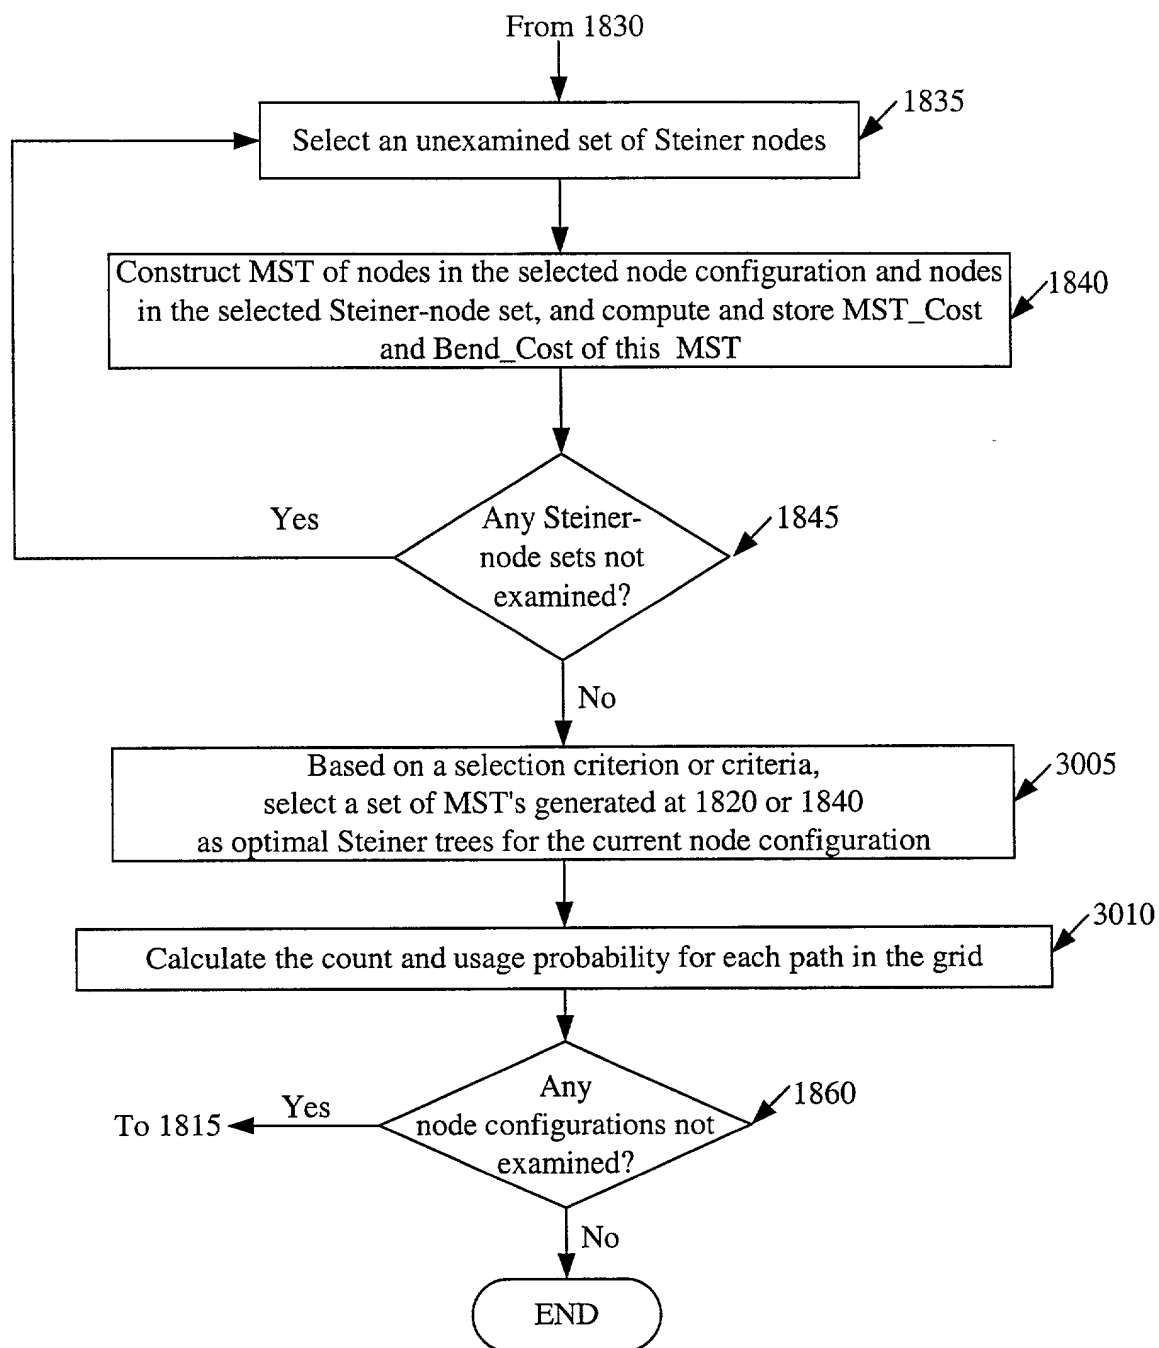 From 1830
1835
Select an unexamined set of Steiner nodes
Construct MST of nodes in the selected node configuration and nodes
in the selected Steiner-node set, and compute and store MST_Cost
and Bend_Cost of this MST
1840
Yes
Any Steiner-
node sets not
examined?
1845
No
Based on a selection criterion or criteria,
select a set of MST's generated at 1820 or 1840
as optimal Steiner trees for the current node configuration
3005
3010
Calculate the count and usage probability for each path in the grid
To 1815
Yes
Any
node configurations not
examined?
1860
No
END